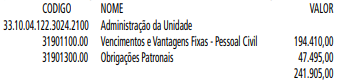 CODIGO NOME VALOR
33.10.04.122.3024.2100 Administração da Unidade
31901100.00 Vencimentos e Vantagens Fixas - Pessoal Civil 194.410,00
31901300.00 Obrigações Patronais 47.495,00
241.905,00